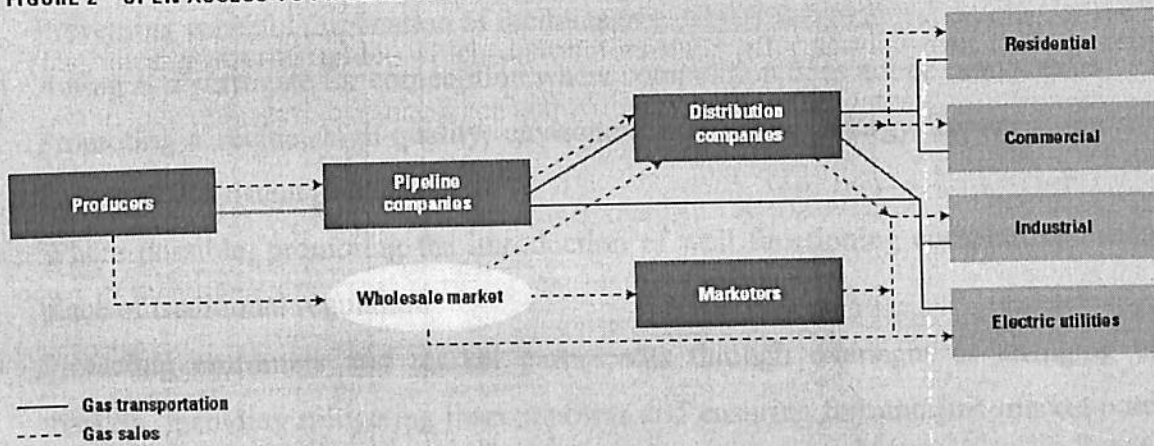 Residential
Distribution
companies
Commercial
Producers
Pipeline
companies
Industrial
Wholesale market
Marketers
Electric utilities
Gas transportation
Gas sales